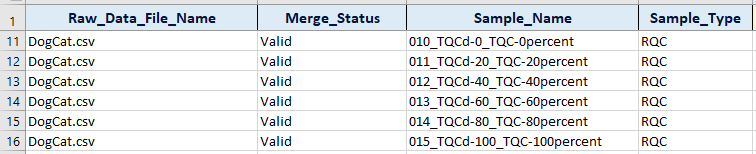 1 Raw_Data_File_Name Merge_Status Sample_Name Sample_Type
11 DogCat.csv Valid 010_TQCd-0_TQC-0percent RQC
12 DogCat.csv Valid 011_TQCd-20_TQC-20percent RQC
13 DogCat.csv Valid 012_TQCd-40_TQC-40percent RQC
14 DogCat.csv Valid 013_TQCd-60_TQC-60percent RQC
15 DogCat.csv Valid 014_TQCd-80_TQC-80percent RQC
16 DogCat.csv Valid 015_TQCd-100_TQC-100percent RQC